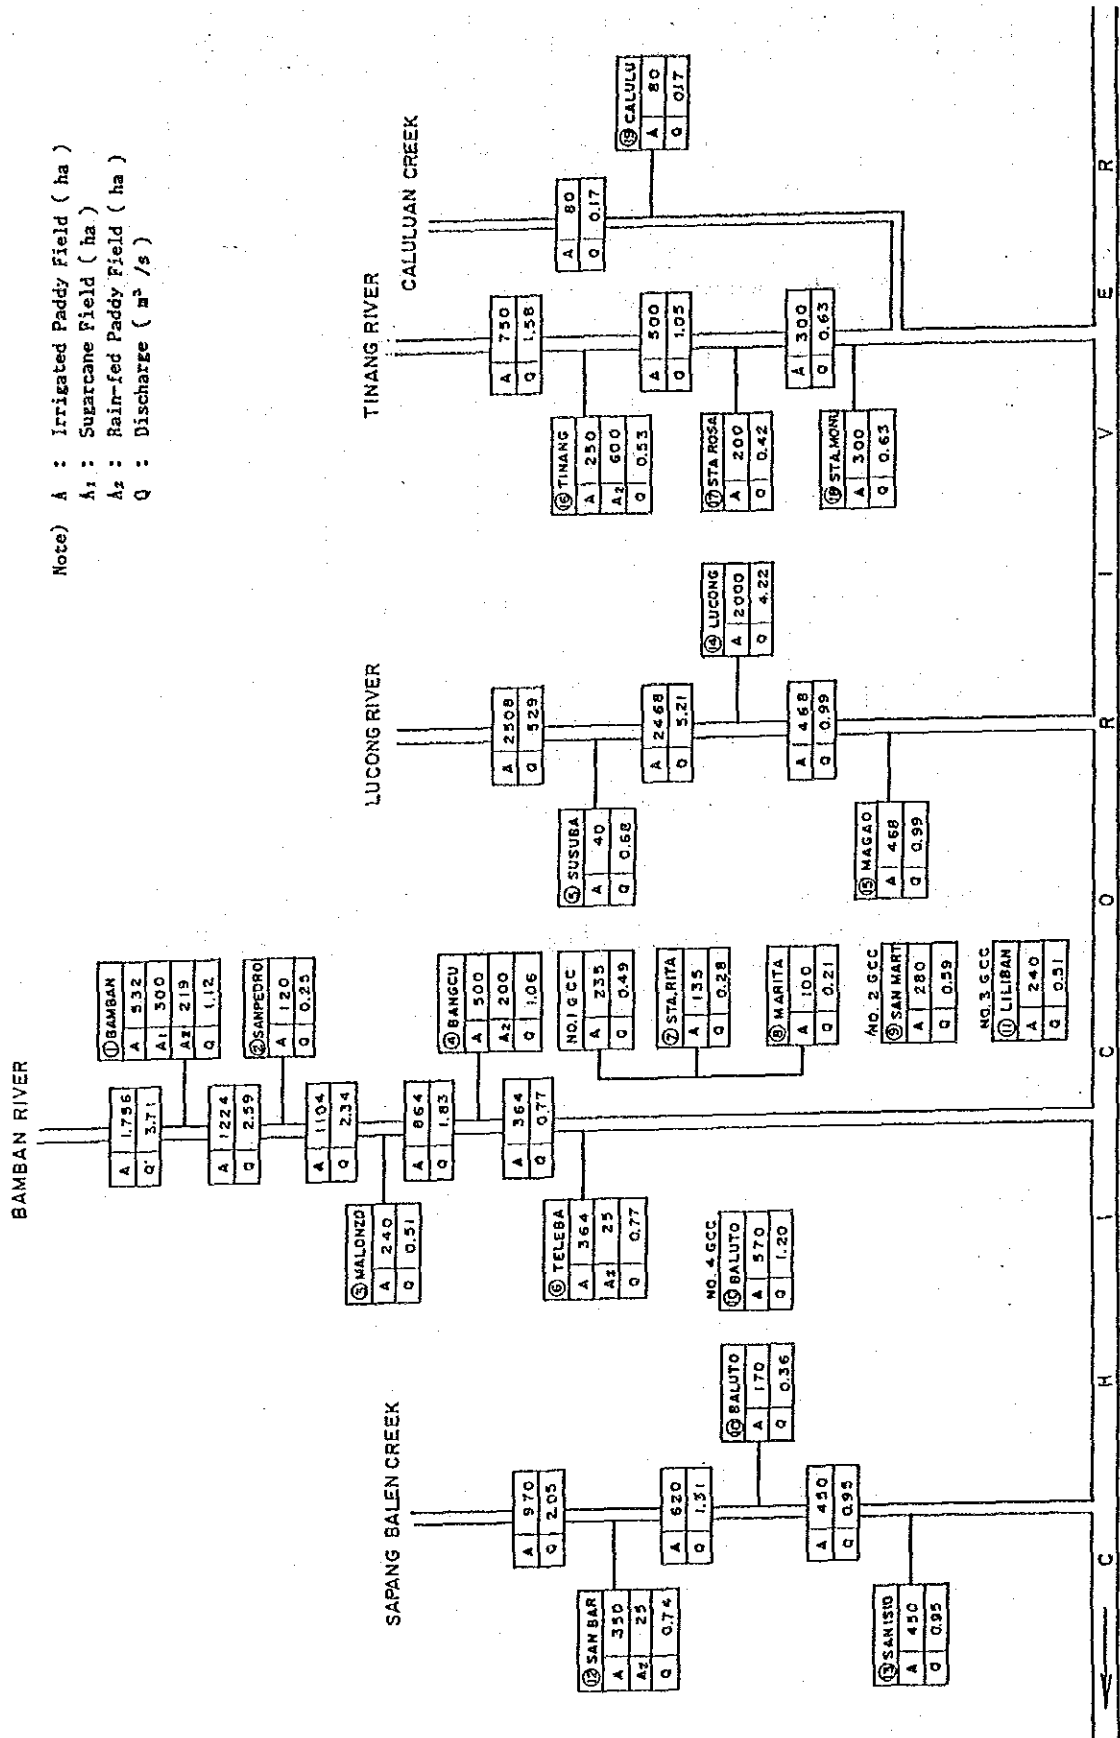 Note) A : Irrigated Paddy Field ( ha )
A1 : Sugarcane Field ( ha )
A2 : Rain-fed Paddy Field ( ha )
Q : Discharge ( m³ /s )
BAMBAN RIVER
A 1.756
Q 3.71
① BAMBAN
A 532
A1 300
A2 219
Q 1.12
A 1224
Q 2.59
② SANPEDRO
A 120
Q 0.25
A 1104
Q 2.34
③ MALONZO
A 240
Q 0.51
A 864
Q 1.83
④ BANGCU
A 500
A2 200
Q 1.06
A 364
Q 0.77
⑥ TELEBA
A 364
A2 25
Q 0.77
NO.1 GCC
A 235
Q 0.49
⑦ STA.RITA
A 135
Q 0.28
⑧ MARITA
A 100
Q 0.21
NO. 2 GCC
⑨ SAN MART
A 280
Q 0.59
NO. 3 GCC
⑪ LILIBAN
A 240
Q 0.51
NO. 4 GCC
⑩ BALUTO
A 570
Q 1.20
SAPANG BALEN CREEK
A 970
Q 2.05
⑫ SAN BAR
A 350
A2 25
Q 0.74
A 620
Q 1.31
⑩ BALUTO
A 170
Q 0.36
A 450
Q 0.95
⑬ SANISID
A 450
Q 0.95
LUCONG RIVER
A 2508
Q 529
⑤ SUSUBA
A 40
Q 0.68
A 2468
Q 5.21
⑭ LUCONG
A 2000
Q 4.22
A 468
Q 0.99
⑮ MAGAO
A 468
Q 0.99
TINANG RIVER
A 750
Q 1.58
⑯ TINANG
A 250
A2 600
Q 0.53
A 500
Q 1.05
⑰ STA ROSA
A 200
Q 0.42
A 300
Q 0.63
⑱ STA.MONI
A 300
Q 0.63
CALULUAN CREEK
A 80
Q 0.17
⑲ CALULU
A 80
Q 017
C H I C O R I V E R